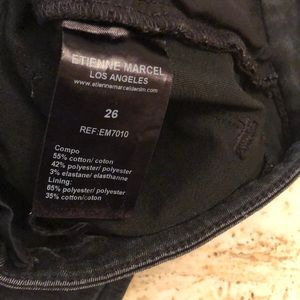 ETIENNE MARCEL
LOS ANGELES
www.etiennemarceldenim.com
26
REF:EM7010
Compo
55% cotton/ coton
42% polyester/ polyester
3% elastane/ elasthanne
Lining:
65% polyester/ polyester
35% cotton/coton